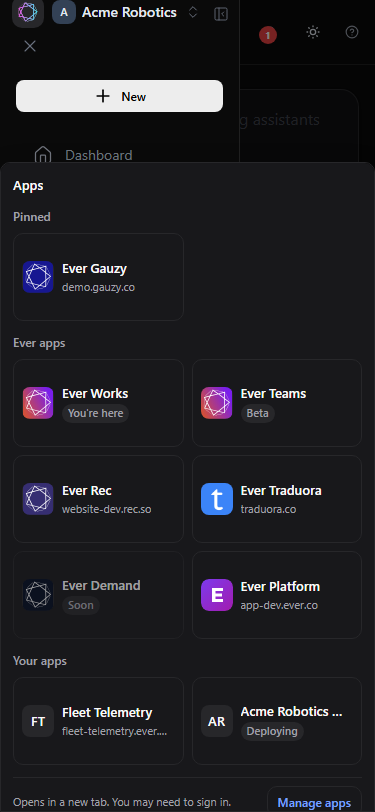 A Acme Robotics
1
New
g assistants
Dashboard
Apps
Pinned
Ever Gauzy
demo.gauzy.co
Ever apps
Ever Works
You're here
Ever Teams
Beta
Ever Rec
website-dev.rec.so
t
Ever Traduora
traduora.co
Ever Demand
Soon
E
Ever Platform
app-dev.ever.co
Your apps
FT
Fleet Telemetry
fleet-telemetry.ever....
AR
Acme Robotics ...
Deploying
Opens in a new tab. You may need to sign in.
Manage apps